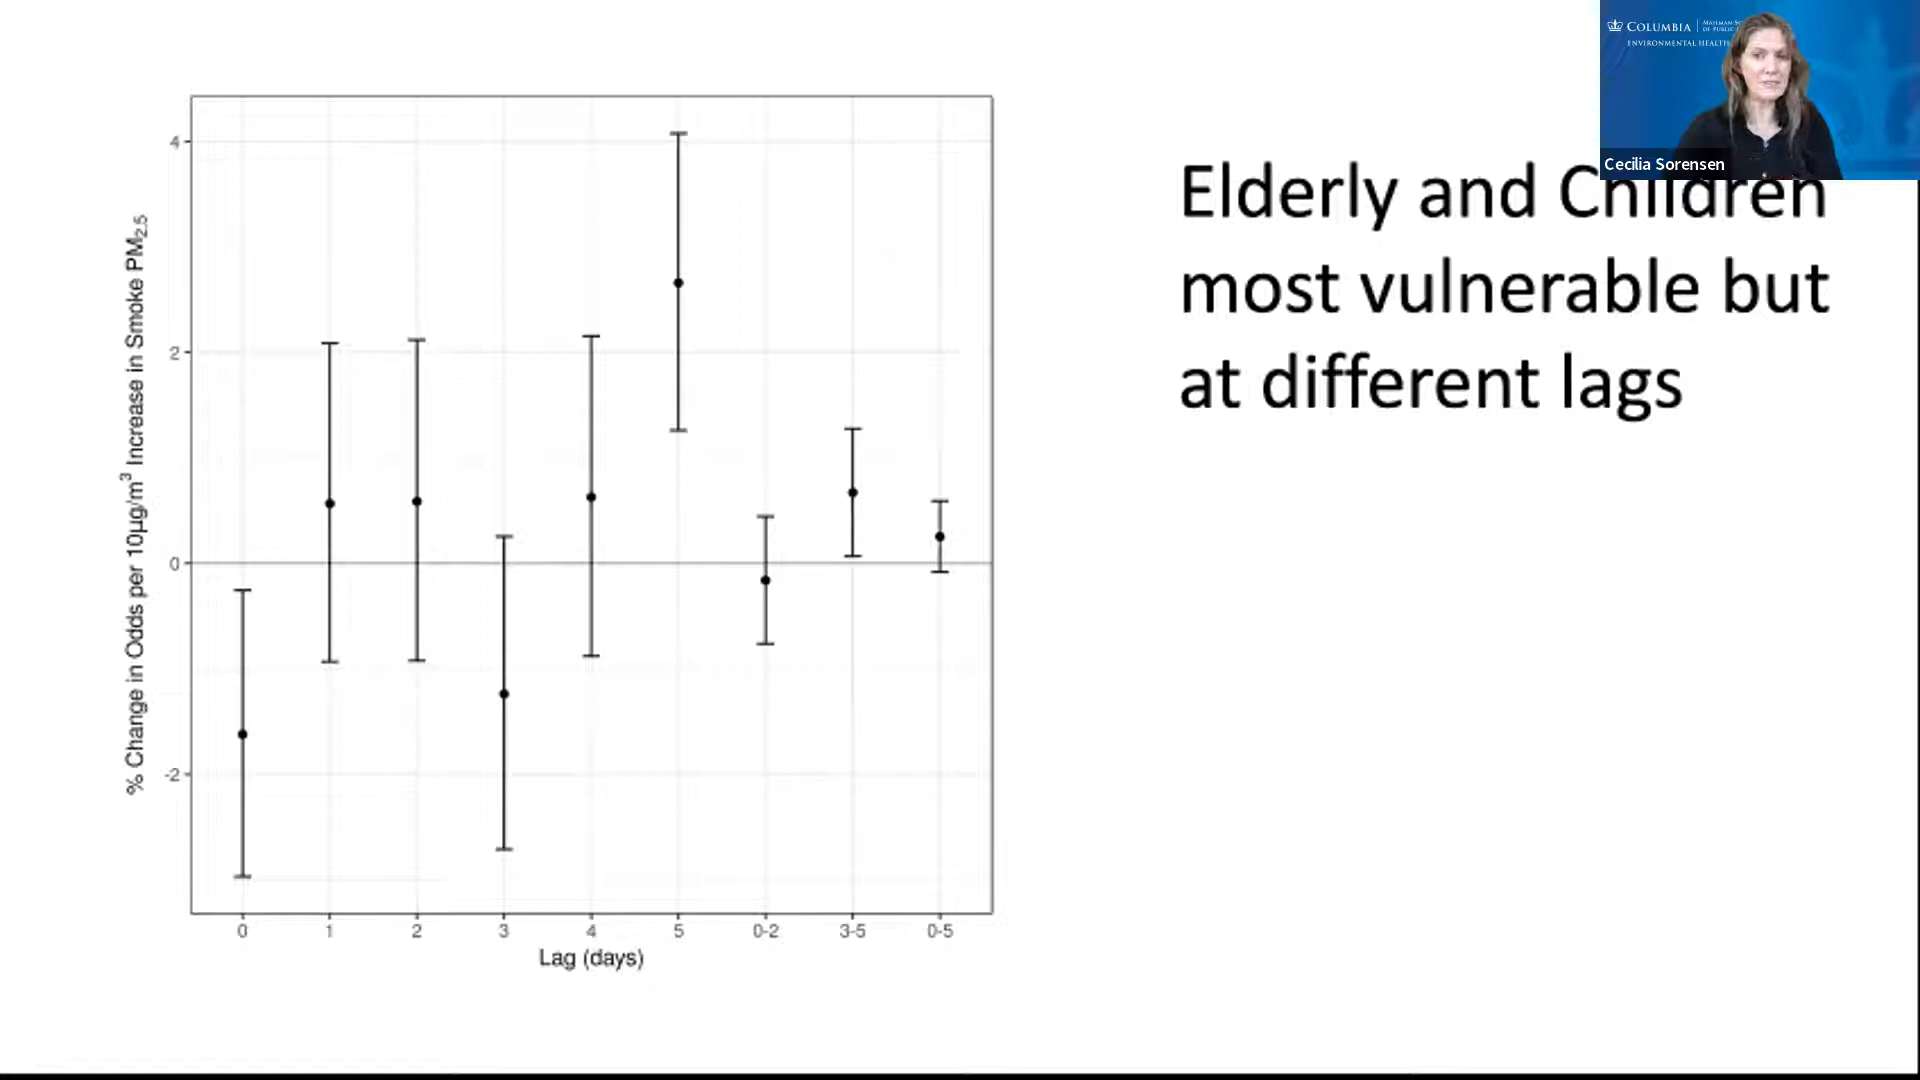 COLUMBIA
ENVIRONMENTAL HEALTH
Cecilia Sorensen
Elderly and Children
most vulnerable but
at different lags
% Change in Odds per 10µg/m³ Increase in Smoke PM₂.₅
4
2
0
-2
0 1 2 3 4 5 0-2 3-5 0-5
Lag (days)